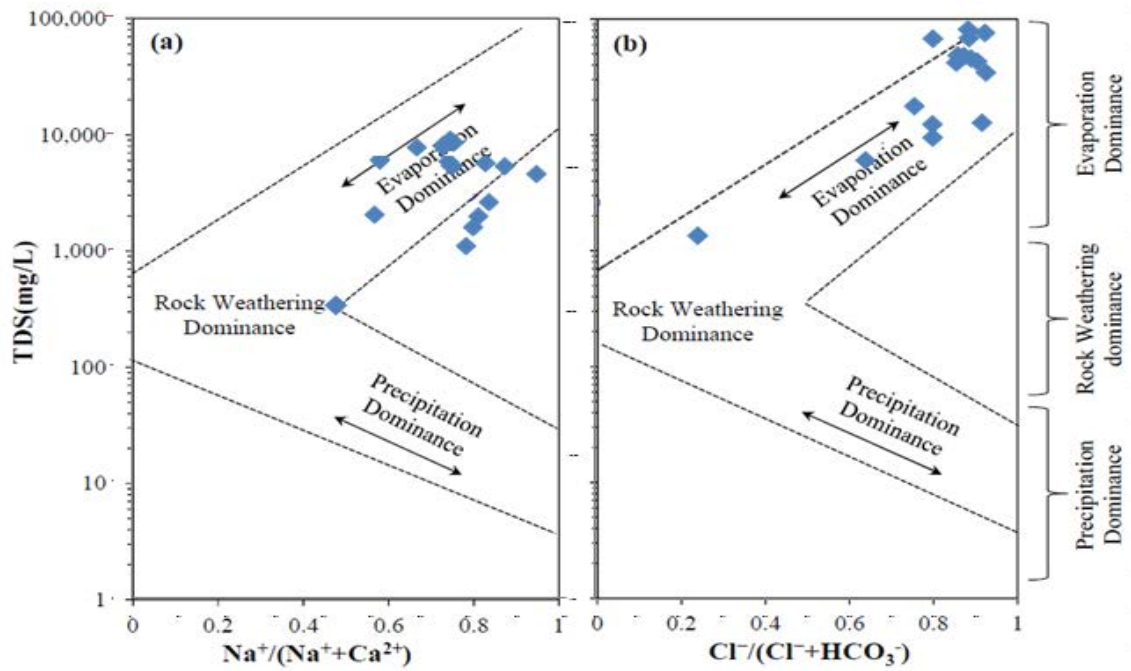 100,000
10,000
1,000
100
10
1
TDS(mg/L)
(a)
Evaporation
Dominance
Rock Weathering
Dominance
Precipitation
Dominance
0
0.2
0.4
0.6
0.8
1
Na⁺/(Na⁺+Ca²⁺)
(b)
Evaporation
Dominance
Rock Weathering
Dominance
Precipitation
Dominance
0
0.2
0.4
0.6
0.8
1
Cl⁻/(Cl⁻+HCO₃⁻)
Evaporation
Dominance
Rock Weathering
dominance
Precipitation
Dominance